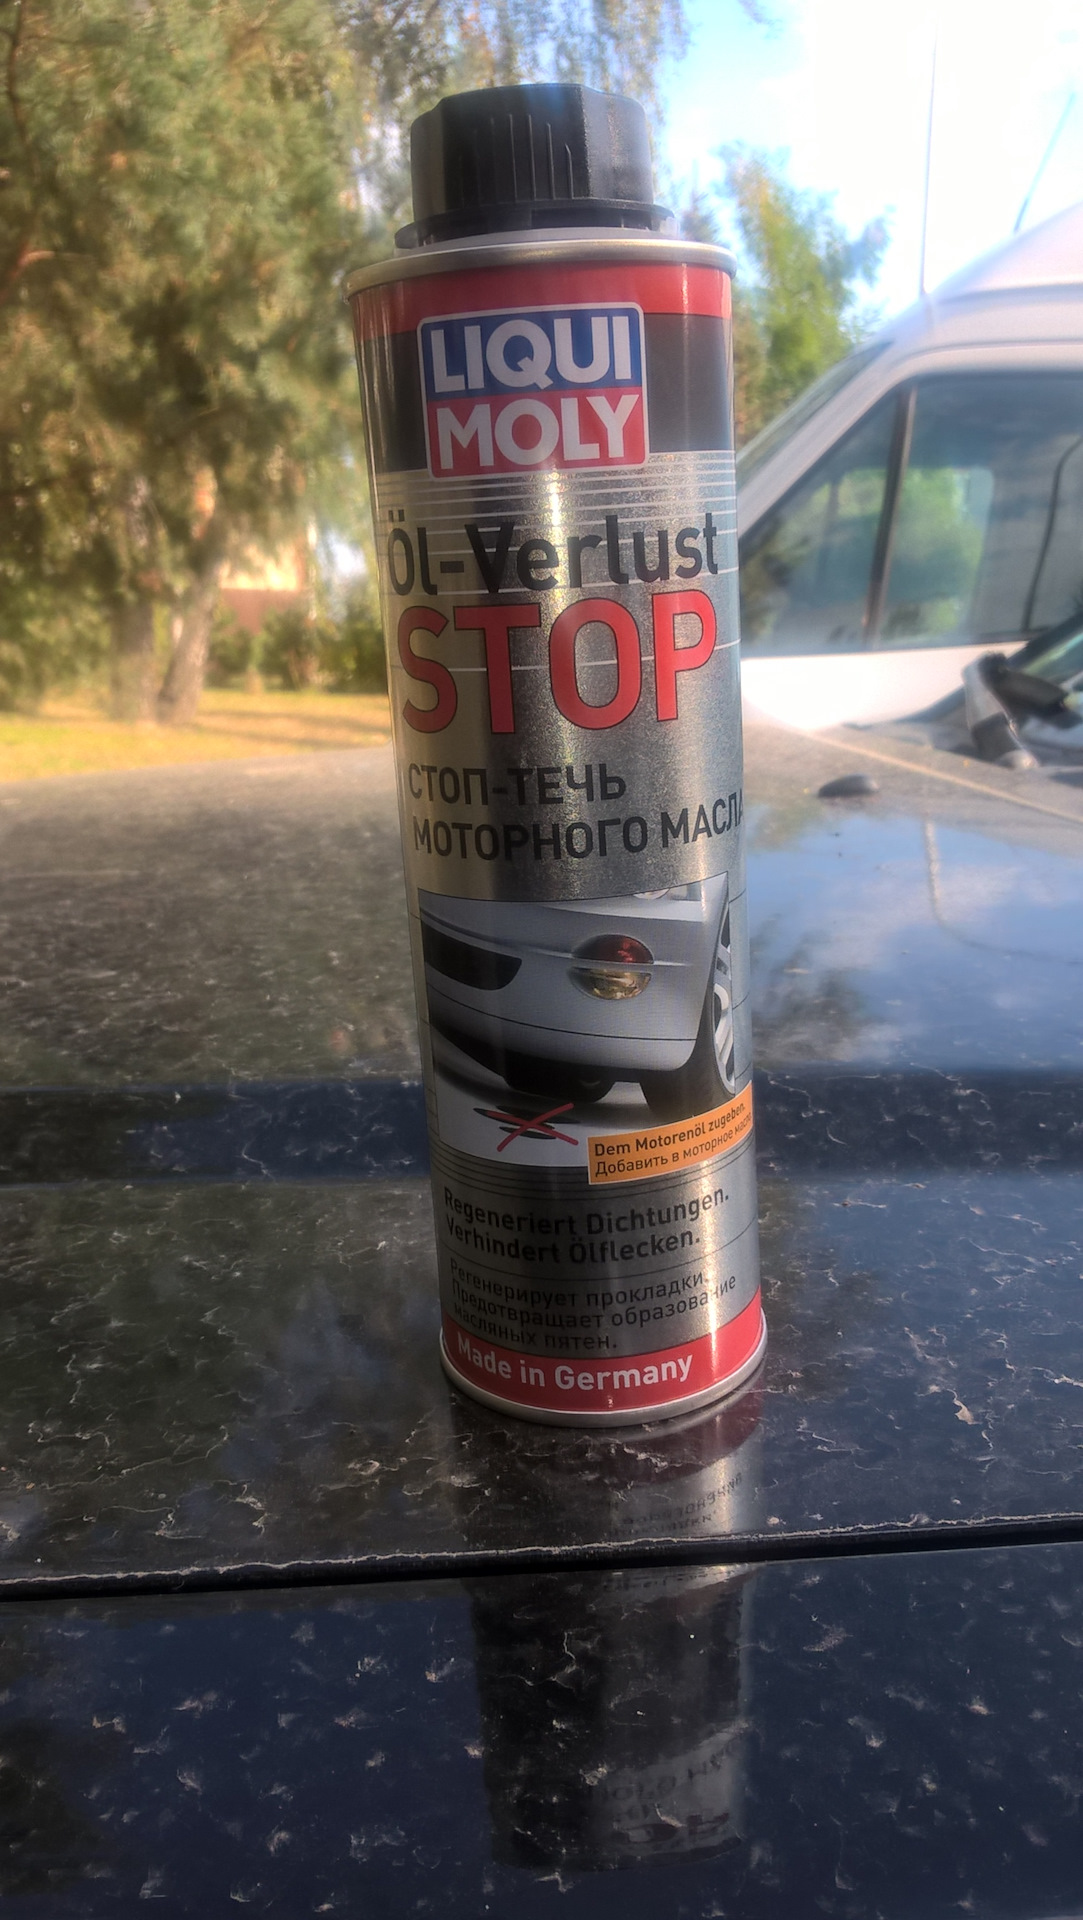 LIQUI
MOLY
Öl-Verlust
STOP
СТОП-ТЕЧЬ
МОТОРНОГО МАСЛА
Dem Motorenöl zugeben.
Добавить в моторное масло.
Regeneriert Dichtungen.
Verhindert Ölflecken.
Регенерирует прокладки.
Предотвращает образование
масляных пятен.
Made in Germany